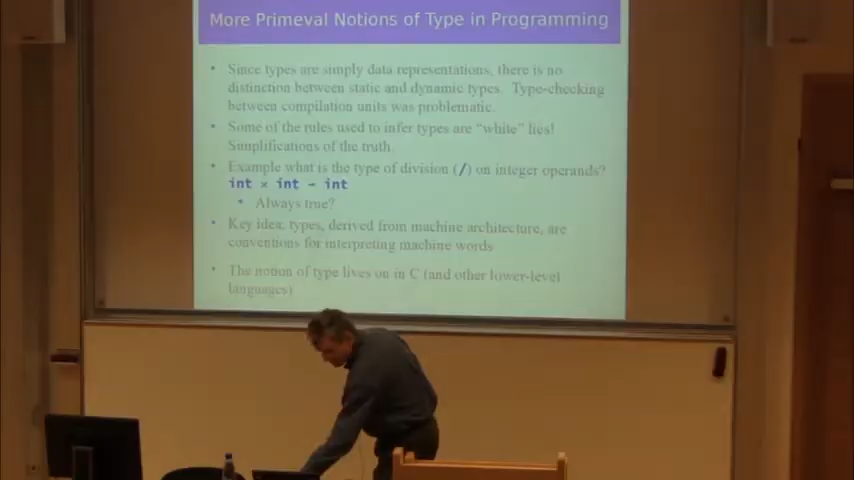 More Primeval Notions of Type in Programming
• Since types are simply data representations, there is no
distinction between static and dynamic types. Type-checking
between compilation units was problematic.
• Some of the rules used to infer types are “white” lies!
Simplifications of the truth.
• Example what is the type of division (/) on integer operands?
int × int → int
• Always true?
• Key idea, types, derived from machine architecture, are
conventions for interpreting machine words
• The notion of type lives on in C (and other lower-level
languages)